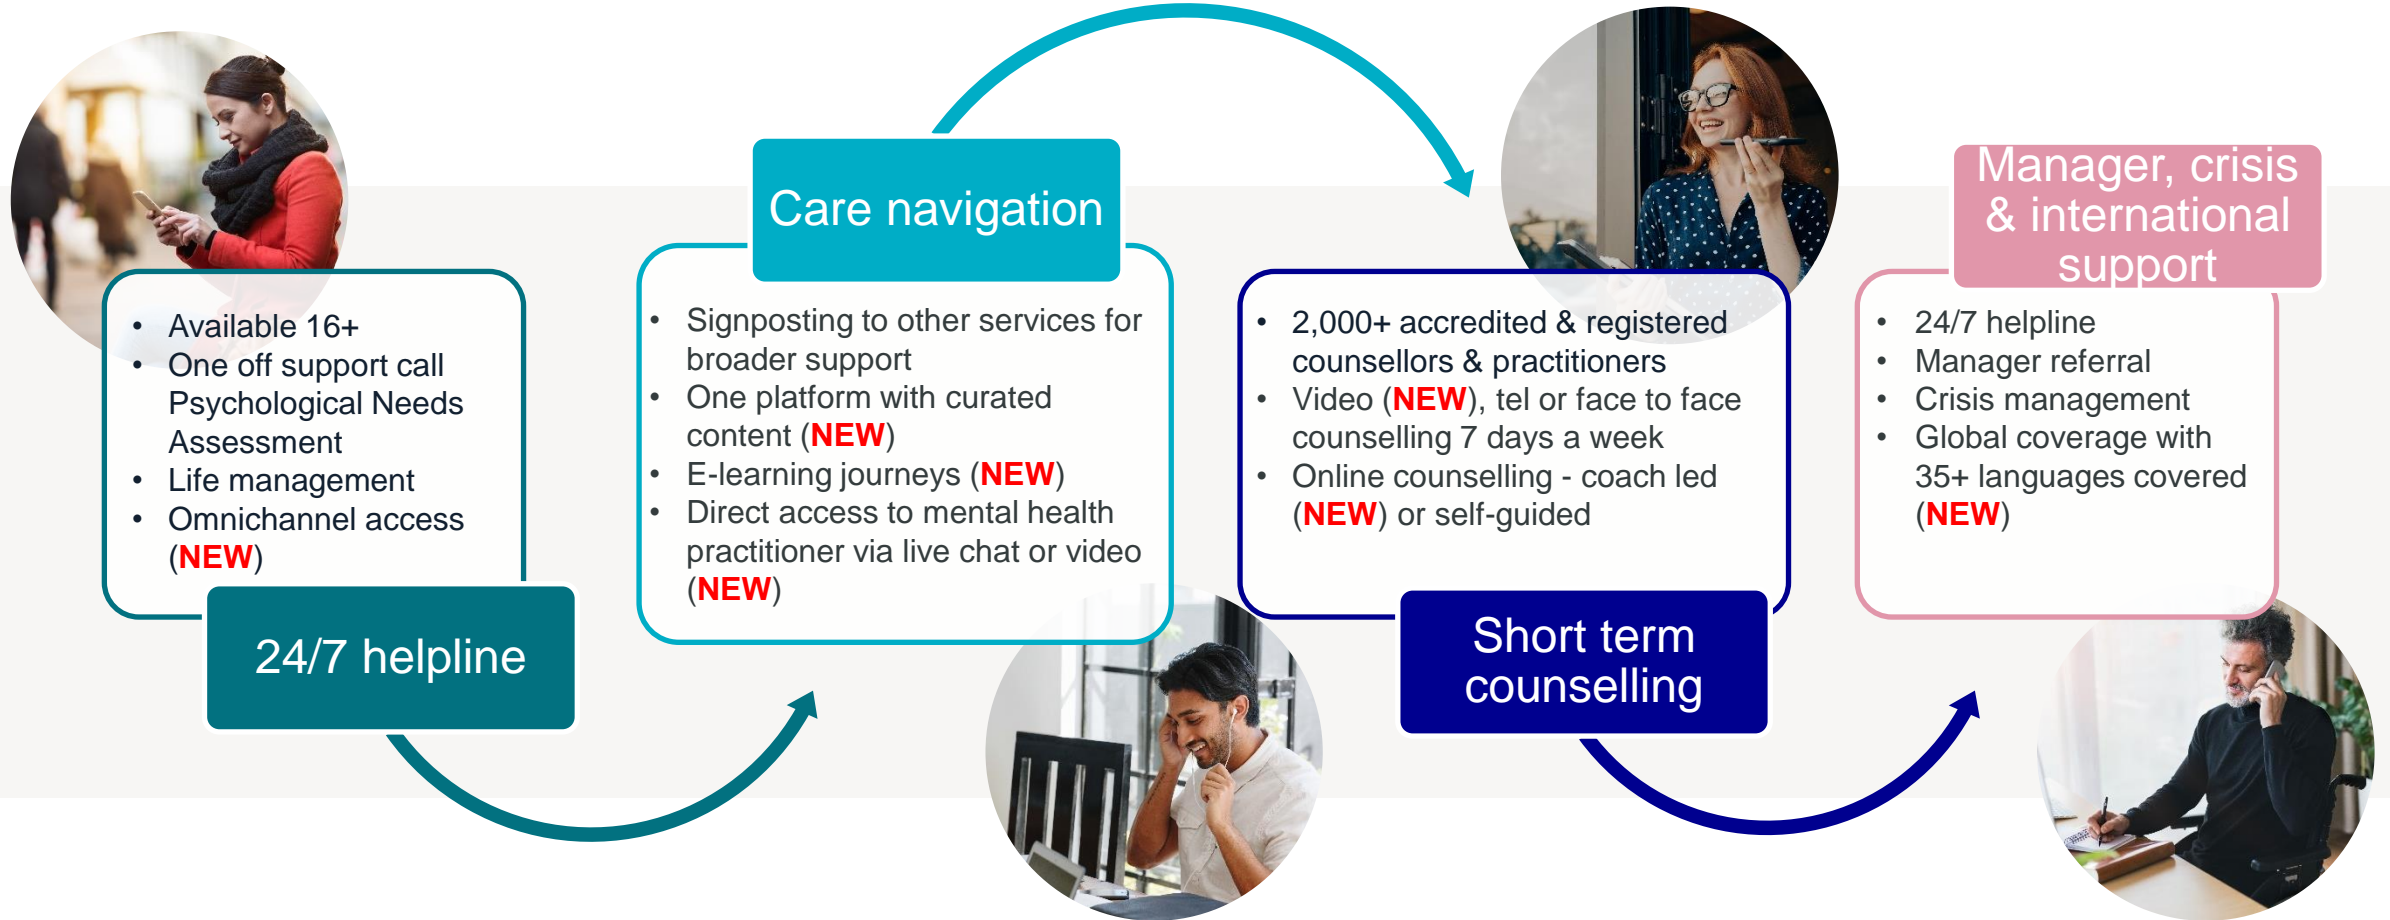 • Available 16+
• One off support call
Psychological Needs
Assessment
• Life management
• Omnichannel access
(NEW)
24/7 helpline
Care navigation
• Signposting to other services for
broader support
• One platform with curated
content (NEW)
• E-learning journeys (NEW)
• Direct access to mental health
practitioner via live chat or video
(NEW)
• 2,000+ accredited & registered
counsellors & practitioners
• Video (NEW), tel or face to face
counselling 7 days a week
• Online counselling - coach led
(NEW) or self-guided
Short term
counselling
Manager, crisis
& international
support
• 24/7 helpline
• Manager referral
• Crisis management
• Global coverage with
35+ languages covered
(NEW)